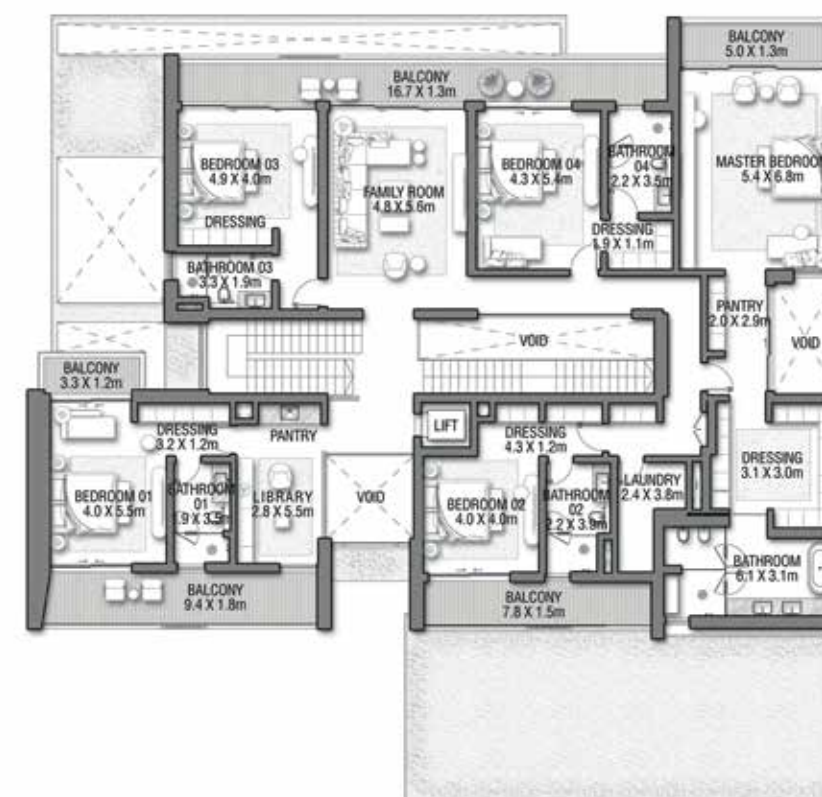 BALCONY
5.0 X 1.3m
BALCONY
16.7 X 1.3m
BEDROOM 03
4.9 X 4.0m
DRESSING
FAMILY ROOM
4.8 X 5.6m
BEDROOM 04
4.3 X 5.4m
BATHROOM
04
2.2 X 3.5m
MASTER BEDROO
5.4 X 6.8m
DRESSING
1.9 X 1.1m
BATHROOM 03
3.3 X 1.9m
PANTRY
2.0 X 2.9m
VOID
VOID
BALCONY
3.3 X 1.2m
DRESSING
3.2 X 1.2m
PANTRY
LIFT
DRESSING
4.3 X 1.2m
DRESSING
3.1 X 3.0m
BEDROOM 01
4.0 X 5.5m
BATHROOM
01
1.9 X 3.5
LIBRARY
2.8 X 5.5m
VOID
BEDROOM 02
4.0 X 4.0m
BATHROOM
02
LAUNDRY
2.4 X 3.8m
BATHROOM
6.1 X 3.1m
BALCONY
9.4 X 1.8m
BALCONY
7.8 X 1.5m